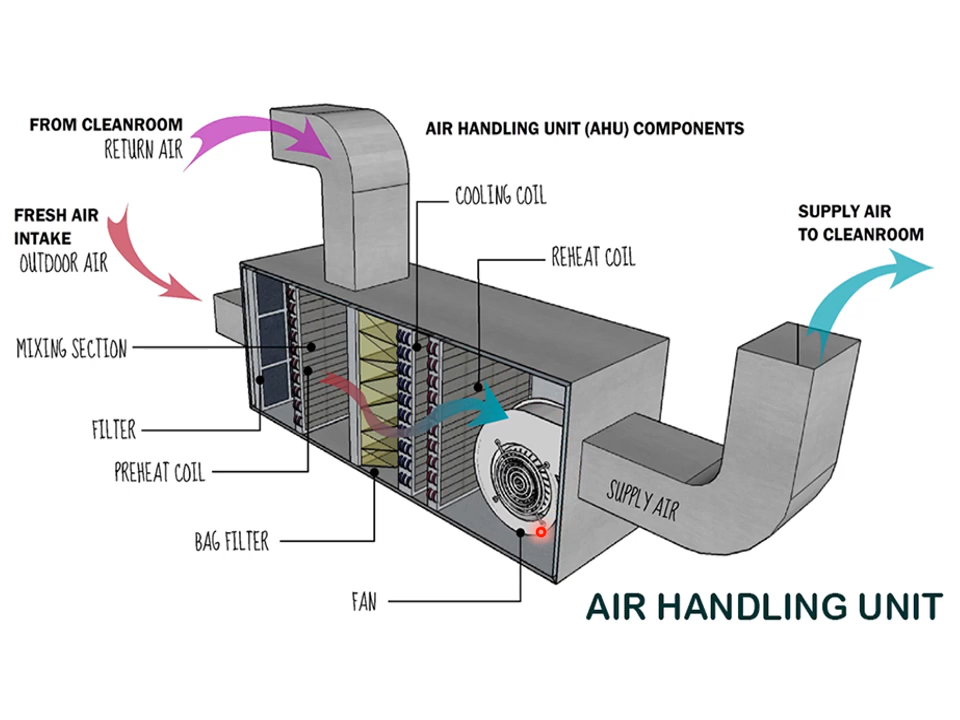 FROM CLEANROOM
RETURN AIR
AIR HANDLING UNIT (AHU) COMPONENTS
COOLING COIL
FRESH AIR
INTAKE
OUTDOOR AIR
SUPPLY AIR
TO CLEANROOM
REHEAT COIL
MIXING SECTION
FILTER
PREHEAT COIL
SUPPLY AIR
BAG FILTER
FAN
AIR HANDLING UNIT